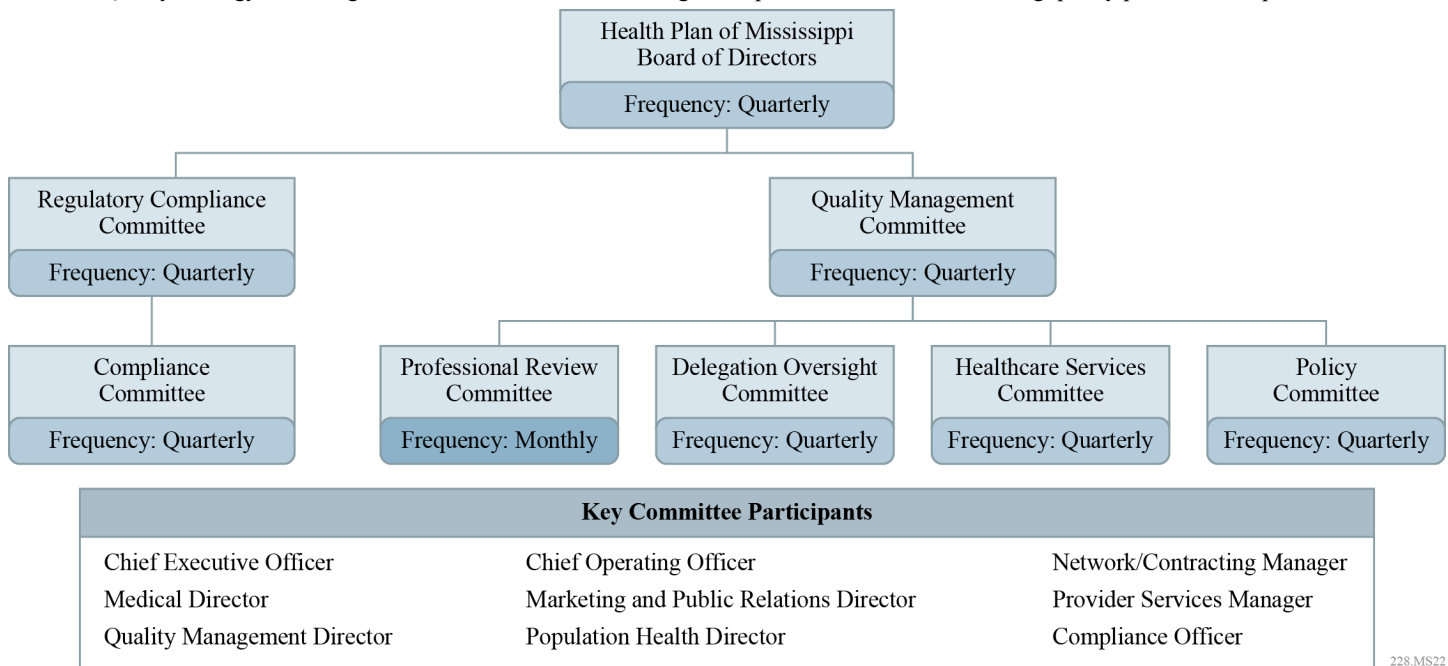 Health Plan of Mississippi
Board of Directors
Frequency: Quarterly
Regulatory Compliance
Committee
Frequency: Quarterly
Quality Management
Committee
Frequency: Quarterly
Compliance
Committee
Frequency: Quarterly
Professional Review
Committee
Frequency: Monthly
Delegation Oversight
Committee
Frequency: Quarterly
Healthcare Services
Committee
Frequency: Quarterly
Policy
Committee
Frequency: Quarterly
Key Committee Participants
Chief Executive Officer
Medical Director
Quality Management Director
Chief Operating Officer
Marketing and Public Relations Director
Population Health Director
Network/Contracting Manager
Provider Services Manager
Compliance Officer
228.MS22